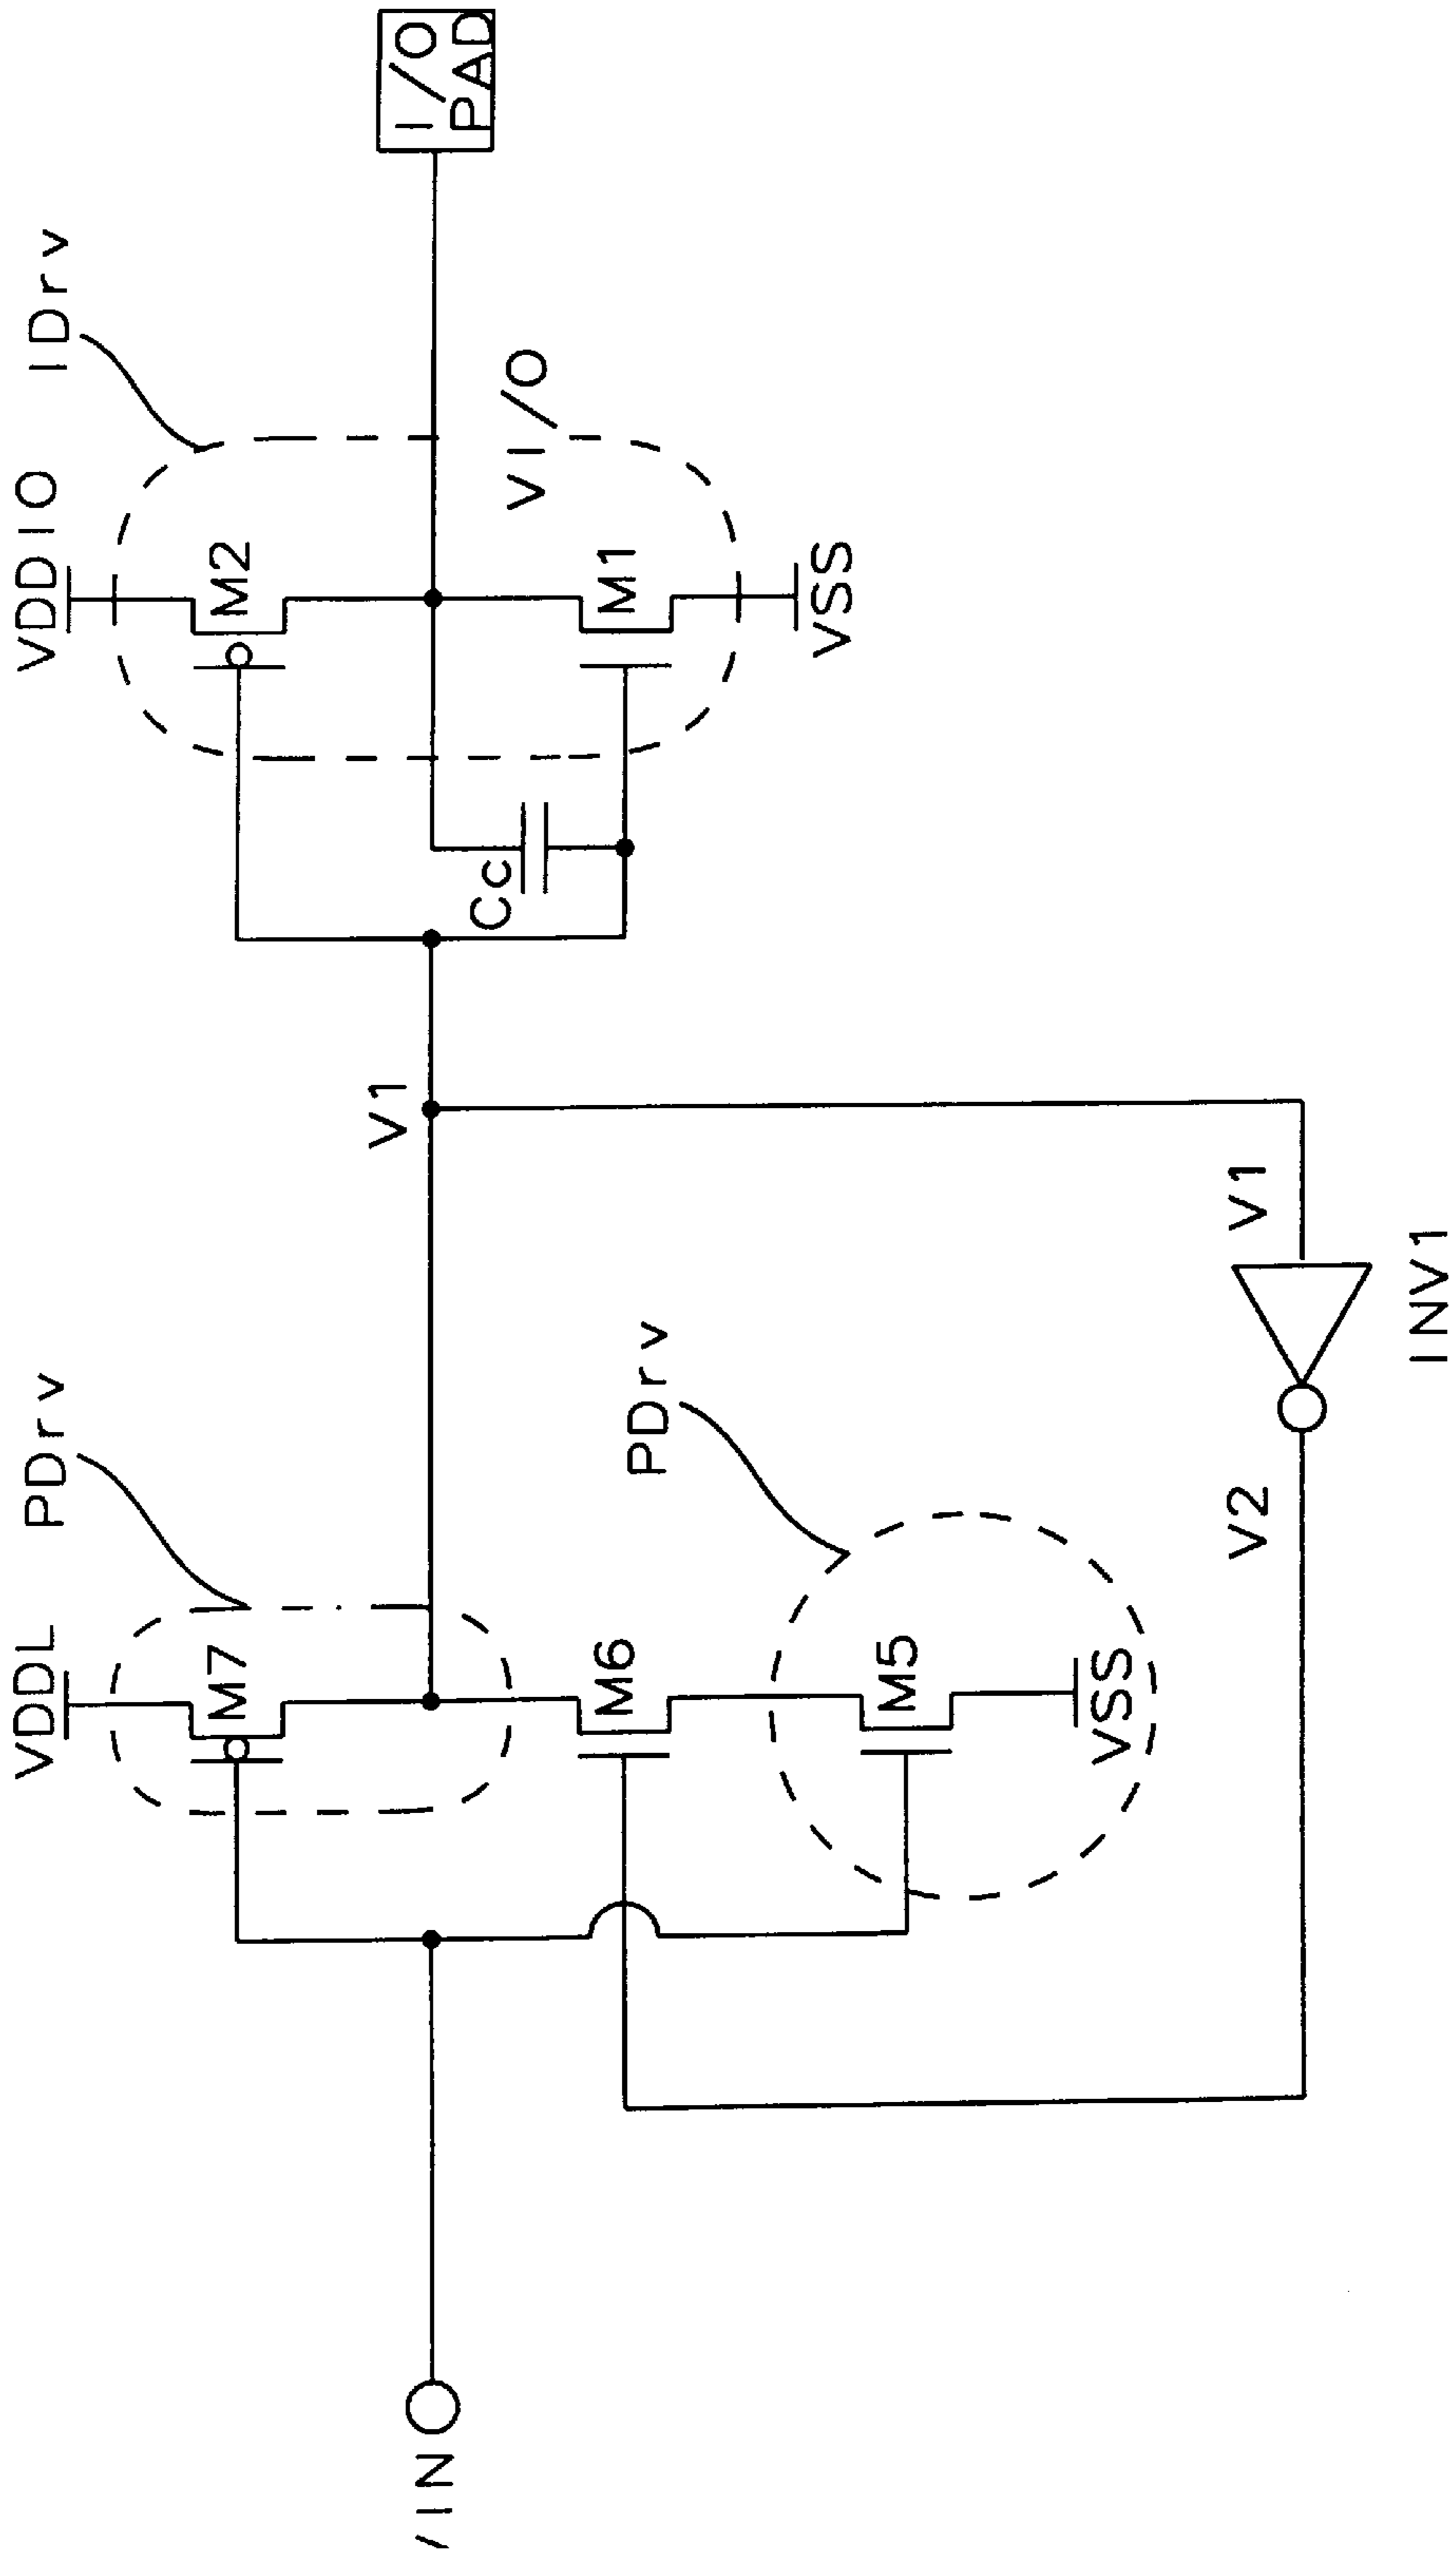 VDDL
PDrv
VDDIO
IDrv
M7
M2
V1
I/O
PAD
Cc
VI/O
M6
PDrv
M1
M5
VSS
VSS
V2
V1
INV1
/IN